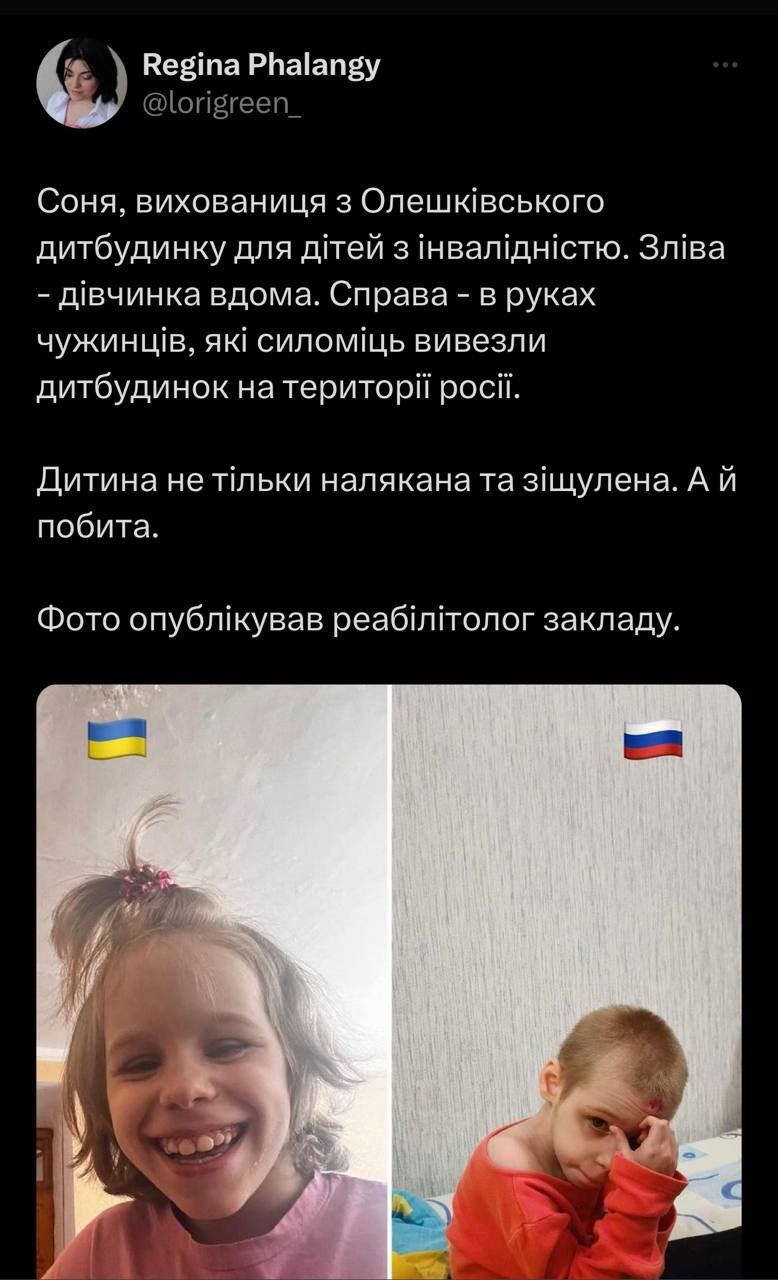 Regina Phalangy
@lorigreen_
Соня, вихованиця з Олешківського
дитбудинку для дітей з інвалідністю. Зліва
- дівчинка вдома. Справа - в руках
чужинців, які силоміць вивезли
дитбудинок на території росії.
Дитина не тільки налякана та зіщулена. А й
побита.
Фото опублікував реабілітолог закладу.